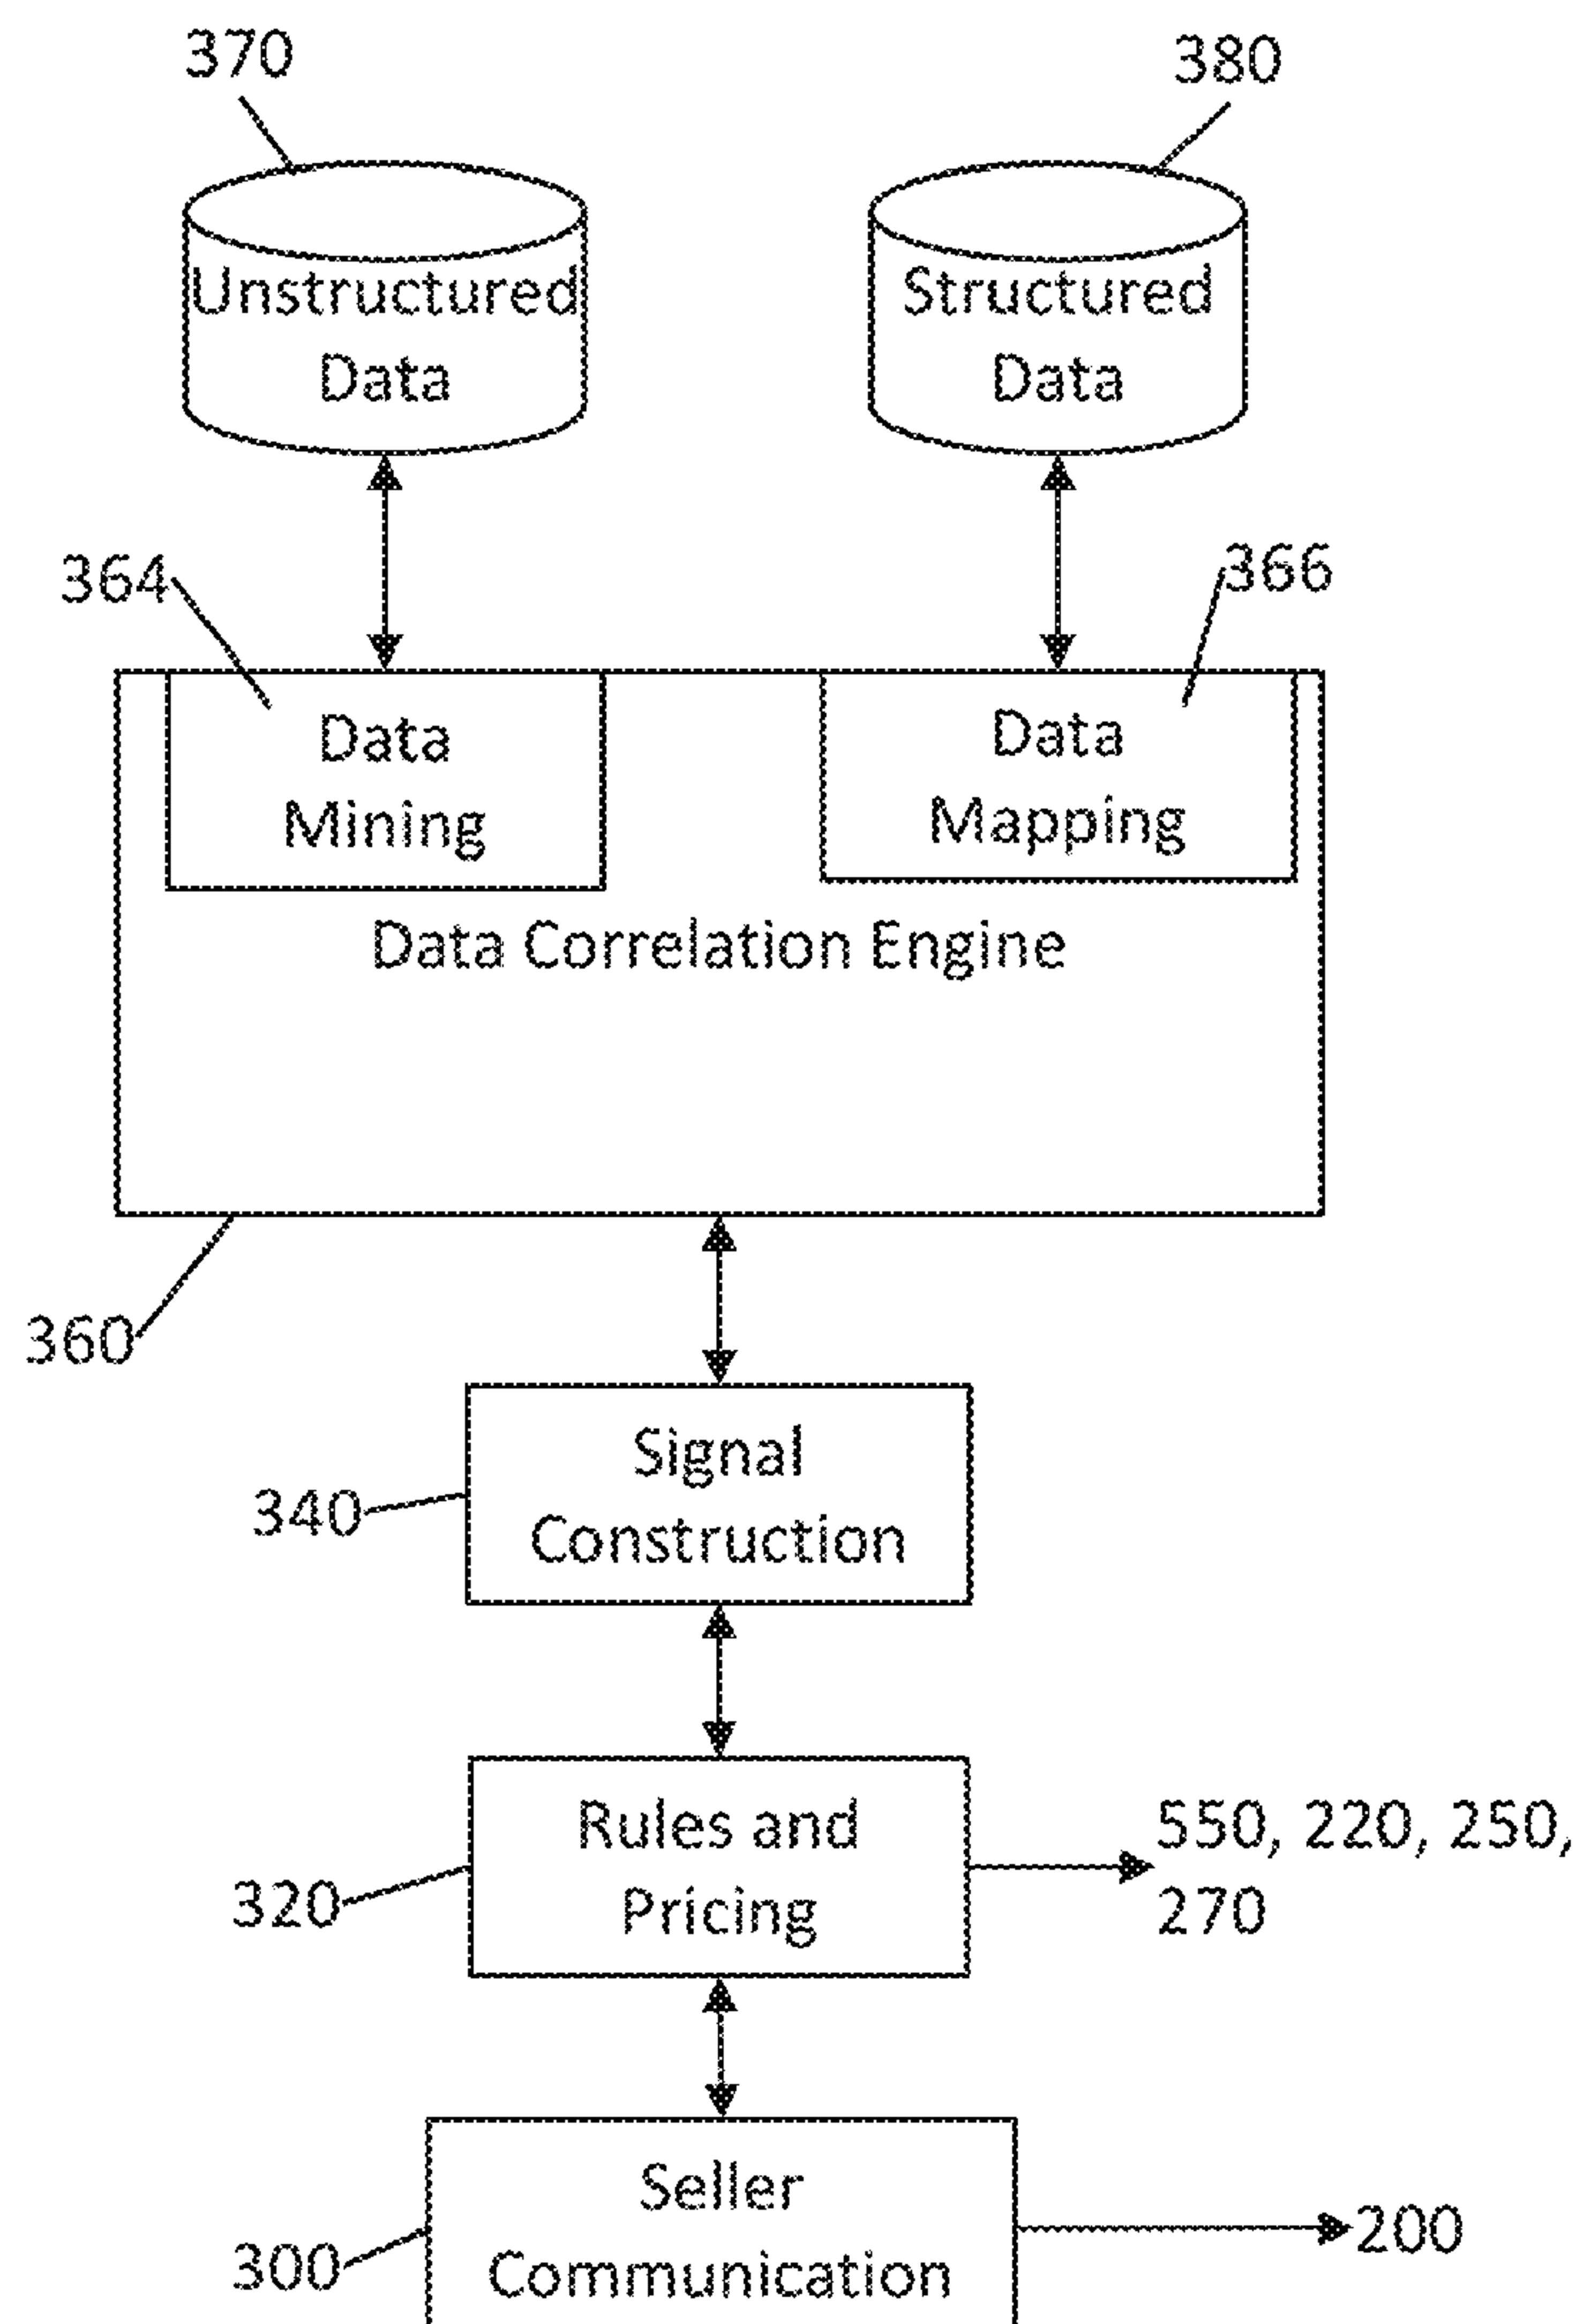 370
380
Unstructured
Data
Structured
Data
364
366
Data
Mining
Data
Mapping
Data Correlation Engine
360
Signal
Construction
340
Rules and
Pricing
320
550, 220, 250,
270
Seller
Communication
300
200